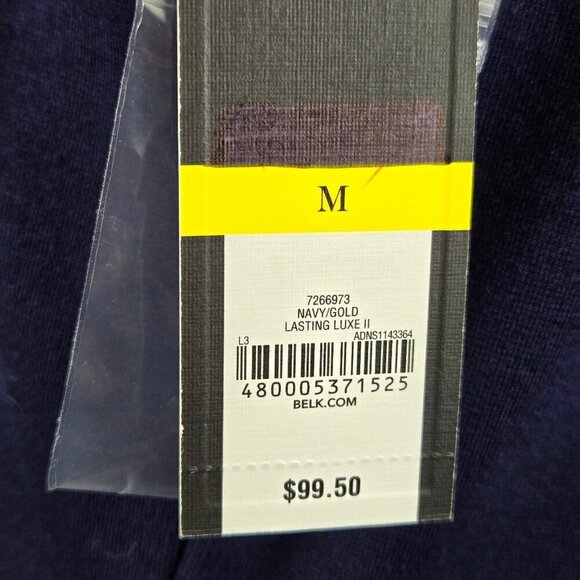 M
7266973
NAVY/GOLD
LASTING LUXE II
L3 ADNS1143364
480005371525
BELK.COM
$99.50